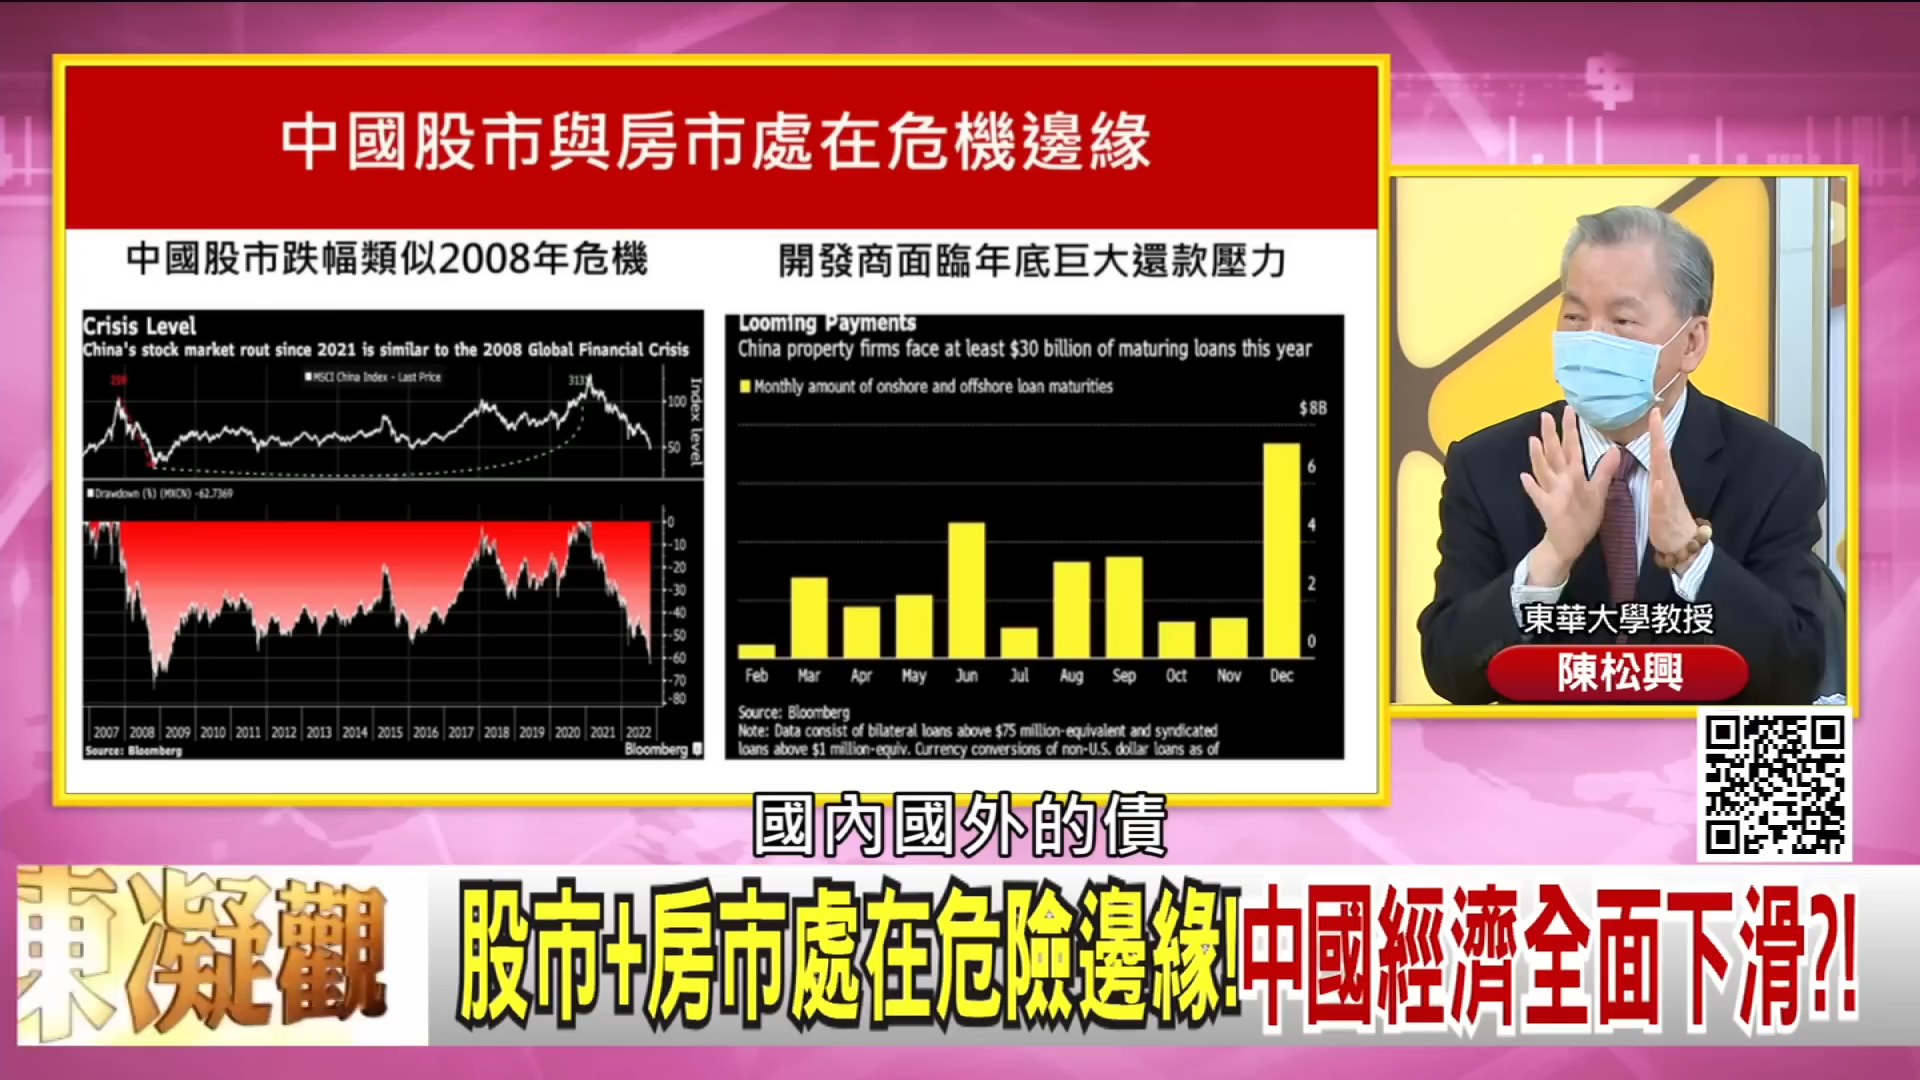 中國股市與房市處在危機邊緣
中國股市跌幅類似2008年危機
Crisis Level
China's stock market rout since 2021 is similar to the 2008 Global Financial Crisis
MSCI China Index - Last Price
259
3131
100
50
Index level
Drawdown (%) (MXCN) -62.7369
0
-10
-20
-30
-40
-50
-60
-70
-80
2007 2008 2009 2010 2011 2012 2013 2014 2015 2016 2017 2018 2019 2020 2021 2022
Source: Bloomberg
Bloomberg
開發商面臨年底巨大還款壓力
Looming Payments
China property firms face at least $30 billion of maturing loans this year
Monthly amount of onshore and offshore loan maturities
$8B
6
4
2
0
Feb Mar Apr May Jun Jul Aug Sep Oct Nov Dec
Source: Bloomberg
Note: Data consist of bilateral loans above $75 million-equivalent and syndicated
loans above $1 million-equiv. Currency conversions of non-U.S. dollar loans as of
東華大學教授
陳松興
國內國外的債
東凝觀
股市+房市處在危險邊緣!中國經濟全面下滑?!